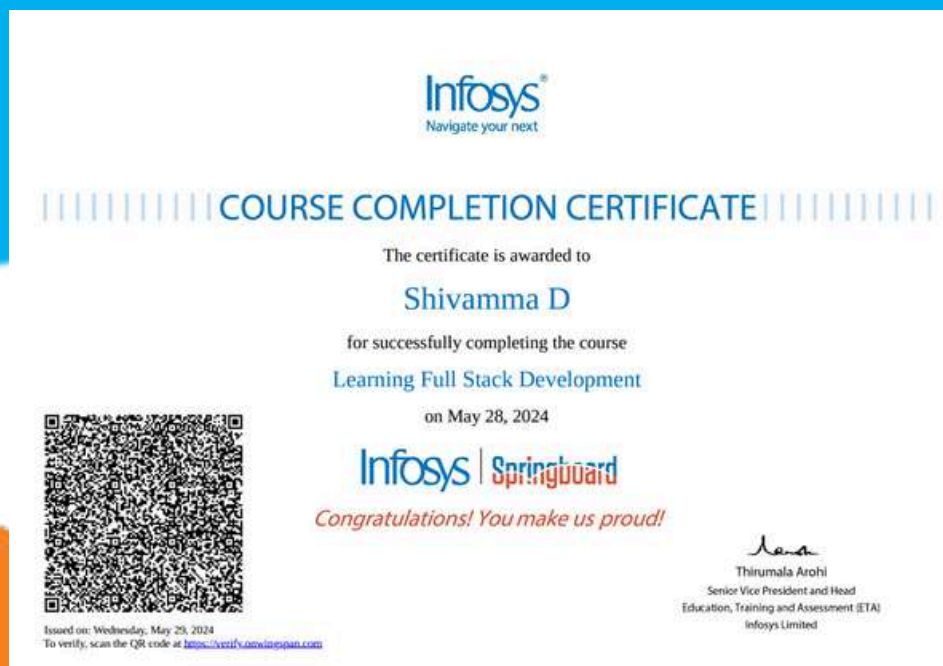 Infosys®
Navigate your next
COURSE COMPLETION CERTIFICATE
The certificate is awarded to
Shivamma D
for successfully completing the course
Learning Full Stack Development
on May 28, 2024
Infosys | Springboard
Congratulations! You make us proud!
Thirumala Arohi
Senior Vice President and Head
Education, Training and Assessment (ETA)
Infosys Limited
Issued on: Wednesday, May 29, 2024
To verify, scan the QR code at https://verify.onwingspan.com